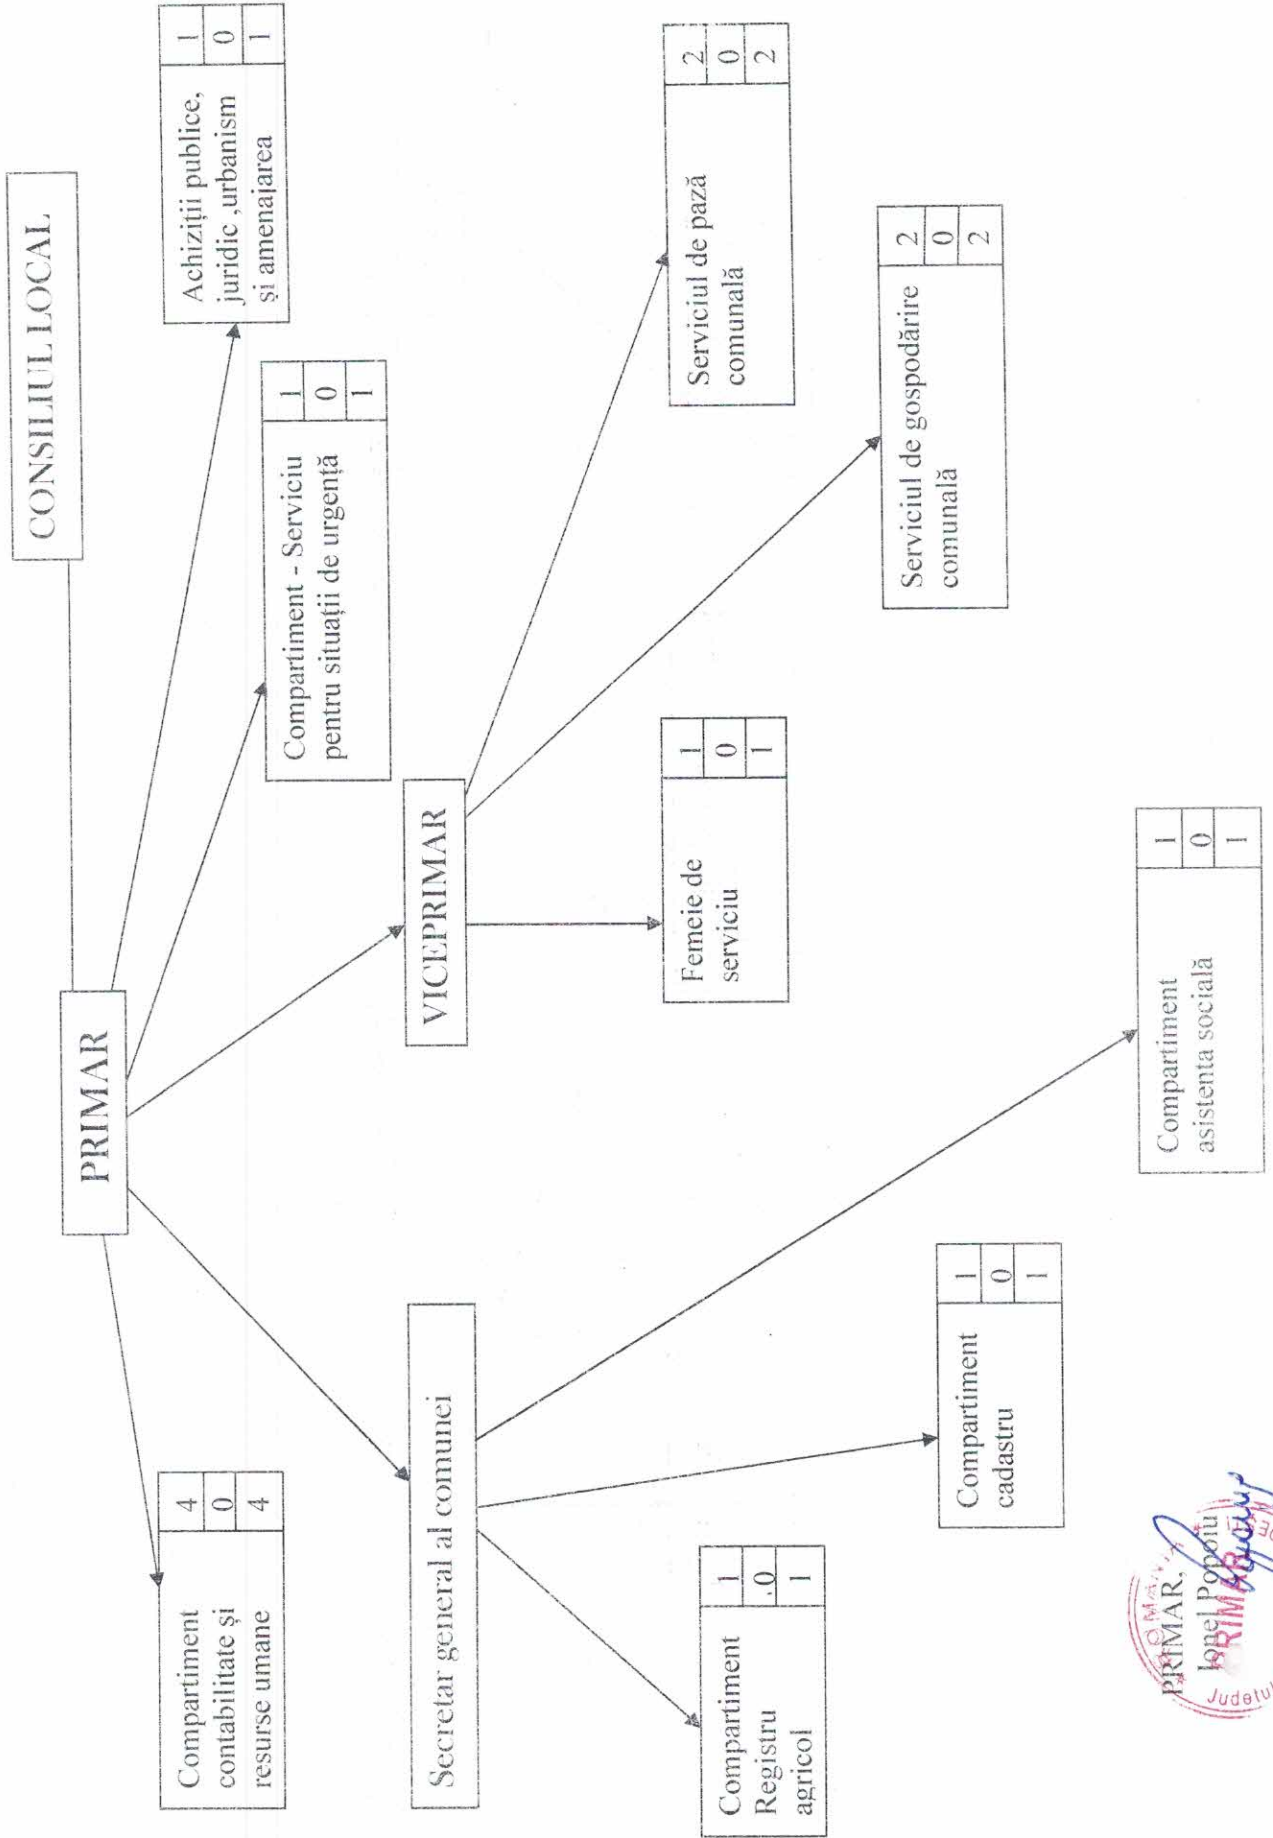 CONSILIUL LOCAL
PRIMAR
Compartiment
contabilitate și
resurse umane
4
0
4
Achiziții publice,
juridic ,urbanism
și amenajarea
1
0
1
Compartiment - Serviciu
pentru situații de urgență
1
0
1
Secretar general al comunei
VICEPRIMAR
Compartiment
Registru
agricol
1
0
1
Femeie de
serviciu
1
0
1
Serviciul de pază
comunală
2
0
2
Serviciul de gospodărire
comunală
2
0
2
Compartiment
cadastru
1
0
1
Compartiment
asistenta socială
1
0
1
PRIMAR,
Ionel Popoiu
ROMANIA
PRIMAR
Județul